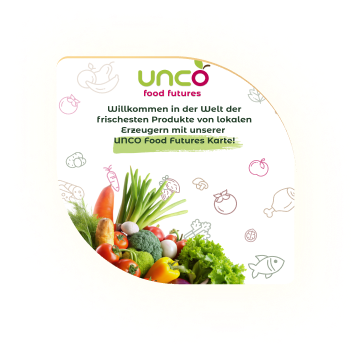 UNCO
food futures
Willkommen in der Welt der
frischesten Produkte von lokalen
Erzeugern mit unserer
UNCO Food Futures Karte!